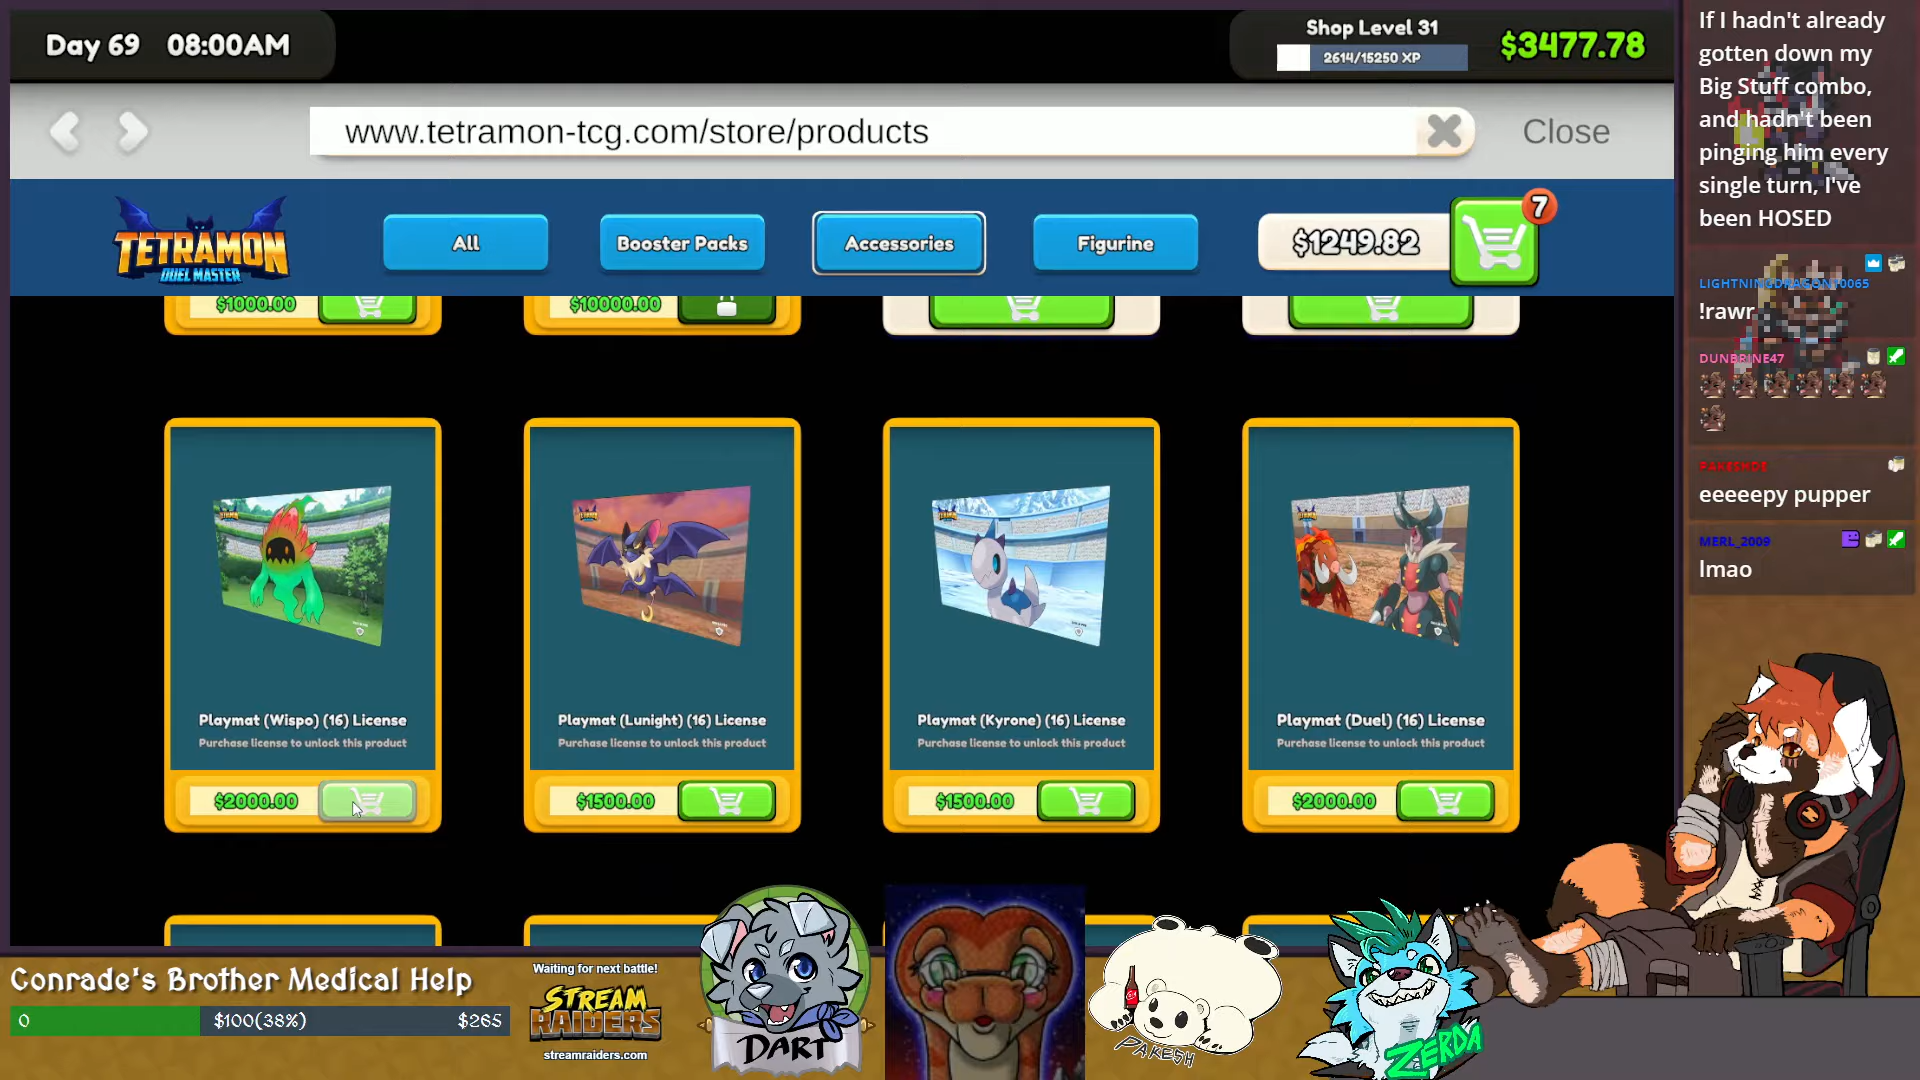 Day 69 08:00AM
Shop Level 31
2614/15250 XP
$3477.78
www.tetramon-tcg.com/store/products
Close
TETRAMON
DUEL MASTER
All
Booster Packs
Accessories
Figurine
$1249.82
7
$1000.00
$10000.00
Playmat (Wispo) (16) License
Purchase license to unlock this product
$2000.00
Playmat (Lunight) (16) License
Purchase license to unlock this product
$1500.00
Playmat (Kyrone) (16) License
Purchase license to unlock this product
$1500.00
Playmat (Duel) (16) License
Purchase license to unlock this product
$2000.00
If I hadn't already
gotten down my
Big Stuff combo,
and hadn't been
pinging him every
single turn, I've
been HOSED
LIGHTNINGDRAGON10065
!rawr
DUNBRINE47
PAKESHDE
eeeeepy pupper
MERL_2009
lmao
Conrade's Brother Medical Help
0
$100(38%)
$265
Waiting for next battle!
STREAM
RAIDERS
streamraiders.com
DART
PAKESH
ZERDA